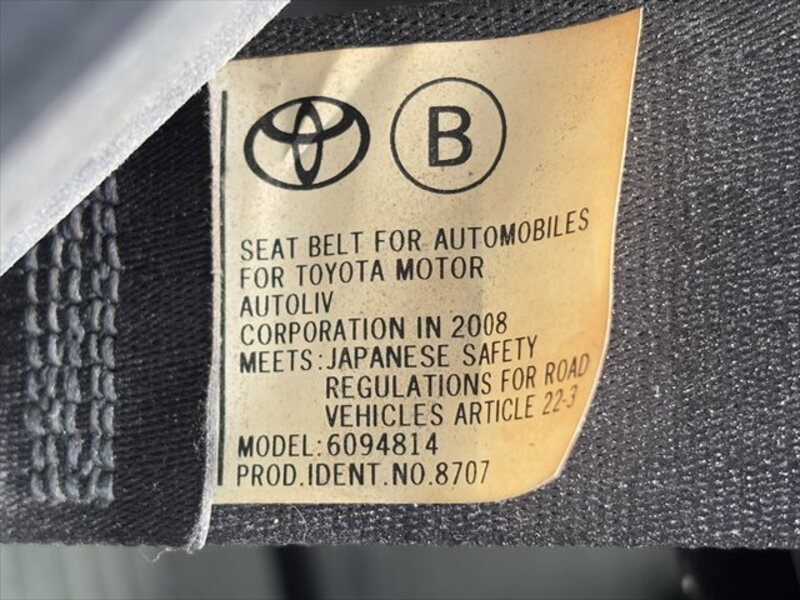 B
SEAT BELT FOR AUTOMOBILES
FOR TOYOTA MOTOR
AUTOLIV
CORPORATION IN 2008
MEETS:JAPANESE SAFETY
REGULATIONS FOR ROAD
VEHICLES ARTICLE 22-3
MODEL:6094814
PROD.IDENT.NO.8707